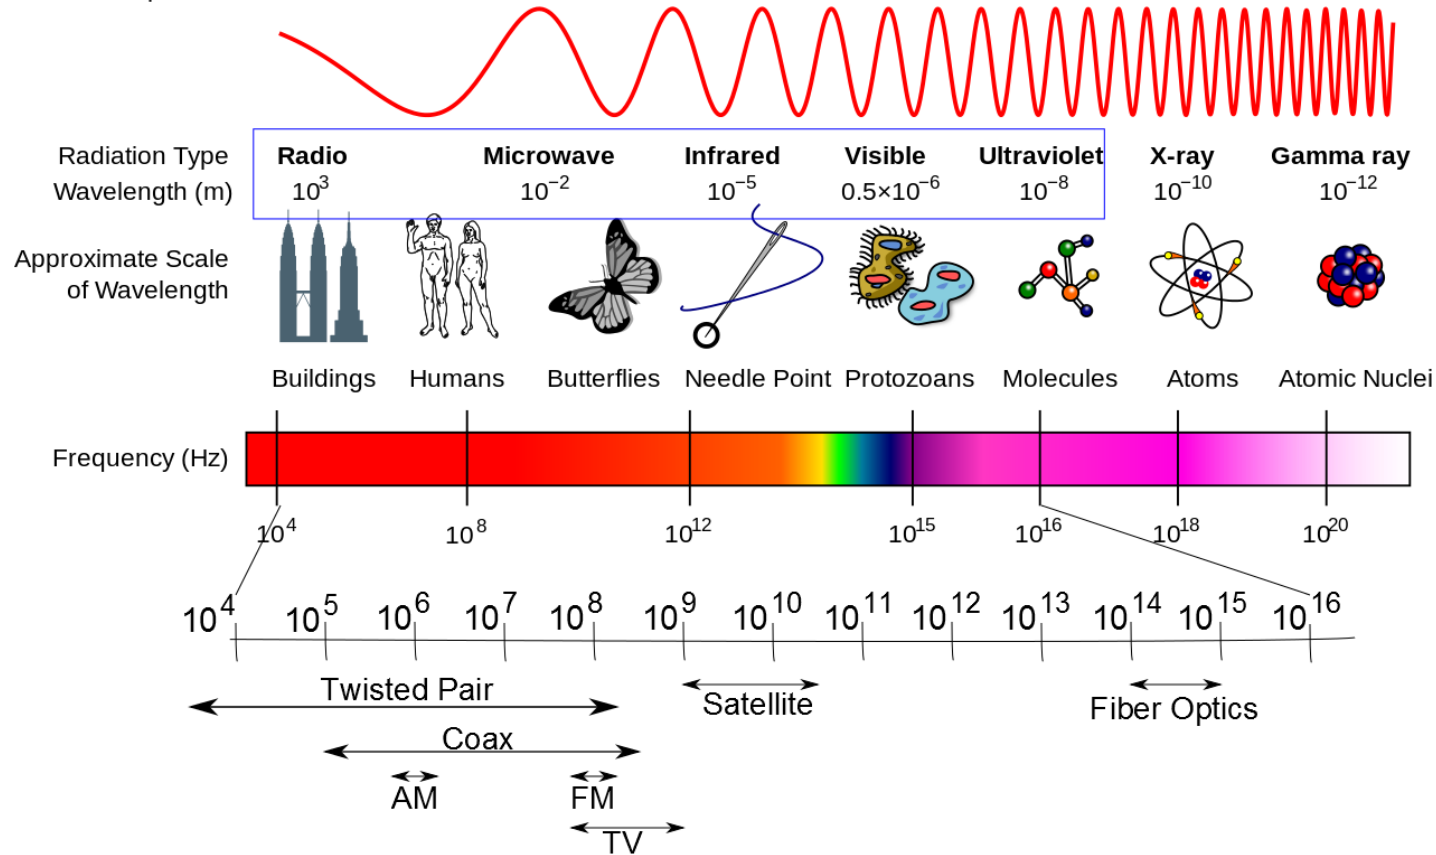 Radiation Type Radio Microwave Infrared Visible Ultraviolet X-ray Gamma ray
Wavelength (m) 10³ 10⁻² 10⁻⁵ 0.5×10⁻⁶ 10⁻⁸ 10⁻¹⁰ 10⁻¹²
Approximate Scale
of Wavelength
Buildings Humans Butterflies Needle Point Protozoans Molecules Atoms Atomic Nuclei
Frequency (Hz)
10⁴ 10⁸ 10¹² 10¹⁵ 10¹⁶ 10¹⁸ 10²⁰
10⁴ 10⁵ 10⁶ 10⁷ 10⁸ 10⁹ 10¹⁰ 10¹¹ 10¹² 10¹³ 10¹⁴ 10¹⁵ 10¹⁶
Twisted Pair Satellite Fiber Optics
Coax
AM FM
TV